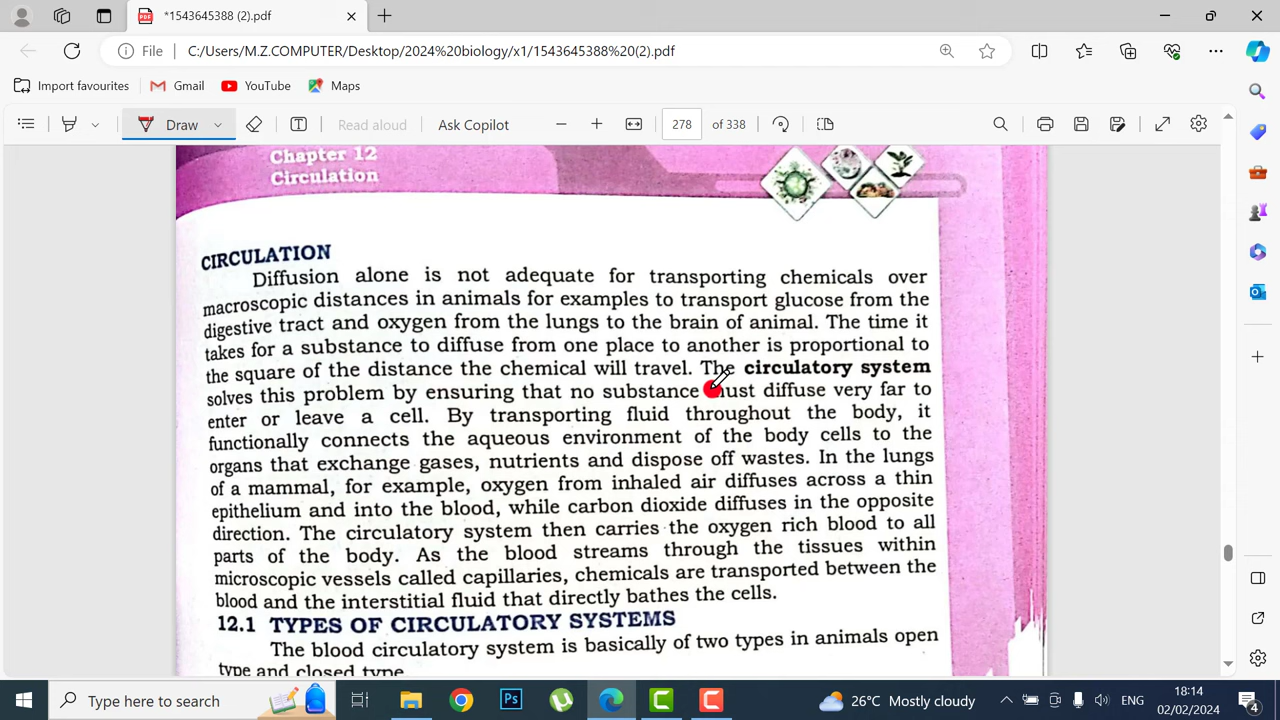 *1543645388 (2).pdf
File C:/Users/M.Z.COMPUTER/Desktop/2024%20biology/x1/1543645388%20(2).pdf
Import favourites Gmail YouTube Maps
Draw Read aloud Ask Copilot 278 of 338
Chapter 12
Circulation
CIRCULATION
Diffusion alone is not adequate for transporting chemicals over
macroscopic distances in animals for examples to transport glucose from the
digestive tract and oxygen from the lungs to the brain of animal. The time it
takes for a substance to diffuse from one place to another is proportional to
the square of the distance the chemical will travel. The circulatory system
solves this problem by ensuring that no substance must diffuse very far to
enter or leave a cell. By transporting fluid throughout the body, it
functionally connects the aqueous environment of the body cells to the
organs that exchange gases, nutrients and dispose off wastes. In the lungs
of a mammal, for example, oxygen from inhaled air diffuses across a thin
epithelium and into the blood, while carbon dioxide diffuses in the opposite
direction. The circulatory system then carries the oxygen rich blood to all
parts of the body. As the blood streams through the tissues within
microscopic vessels called capillaries, chemicals are transported between the
blood and the interstitial fluid that directly bathes the cells.
12.1 TYPES OF CIRCULATORY SYSTEMS
The blood circulatory system is basically of two types in animals open
type and closed type
Type here to search 26°C Mostly cloudy ENG 18:14
02/02/2024 4